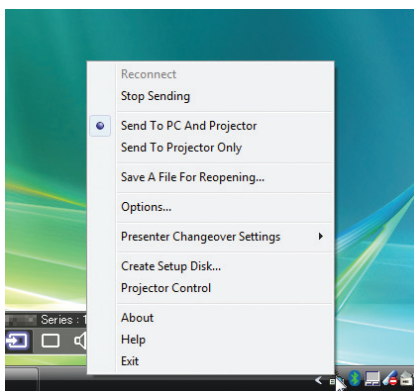 Reconnect
Stop Sending
Send To PC And Projector
Send To Projector Only
Save A File For Reopening...
Options...
Presenter Changeover Settings
Create Setup Disk...
Projector Control
Series :
About
Help
Exit